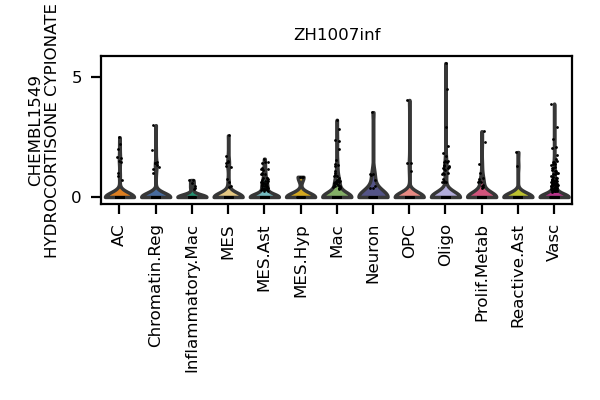 ZH1007inf
CHEMBL1549
HYDROCORTISONE CYPIONATE
5
0
AC
Chromatin.Reg
Inflammatory.Mac
MES
MES.Ast
MES.Hyp
Mac
Neuron
OPC
Oligo
Prolif.Metab
Reactive.Ast
Vasc